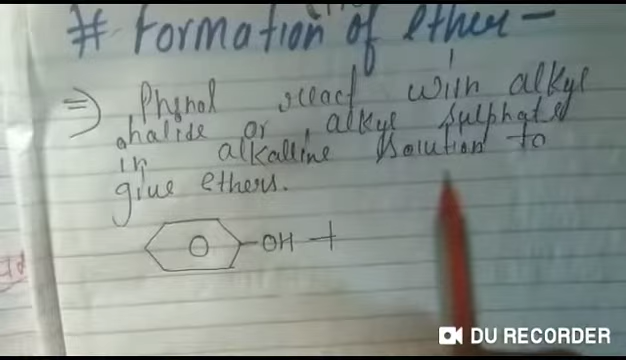 # Formation of ether -
=> Phenol react with alkyl
halide or alkyl sulphate
in alkaline solution to
give ethers.
O -OH +
DU RECORDER